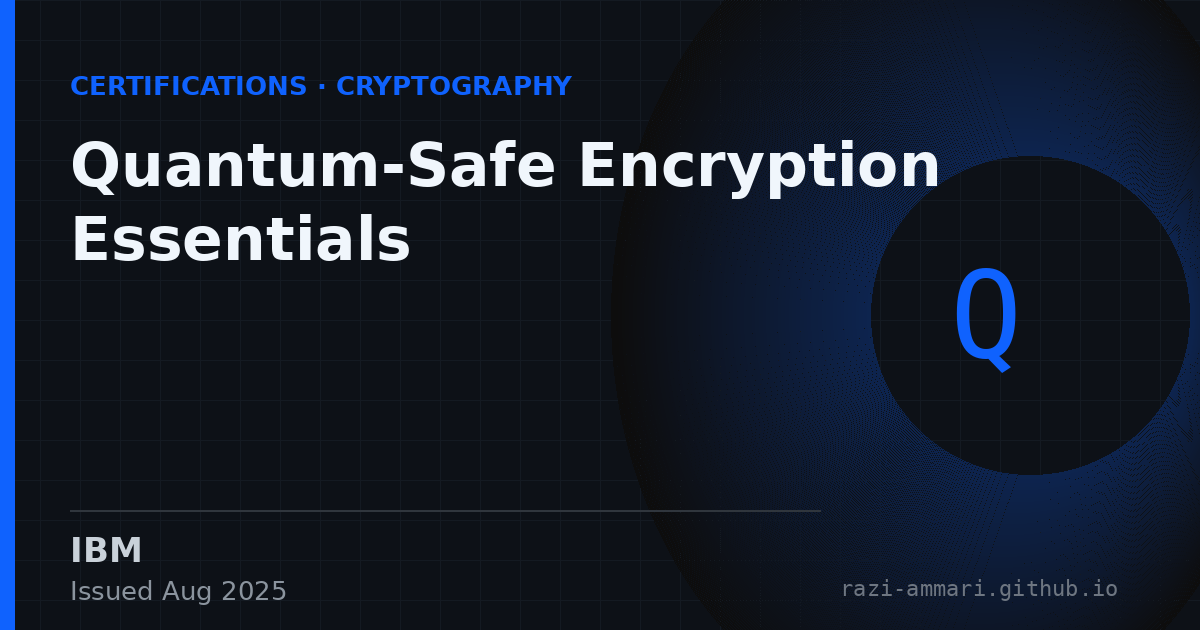 CERTIFICATIONS · CRYPTOGRAPHY
Quantum-Safe Encryption
Essentials
Q
IBM
Issued Aug 2025
razi-ammari.github.io